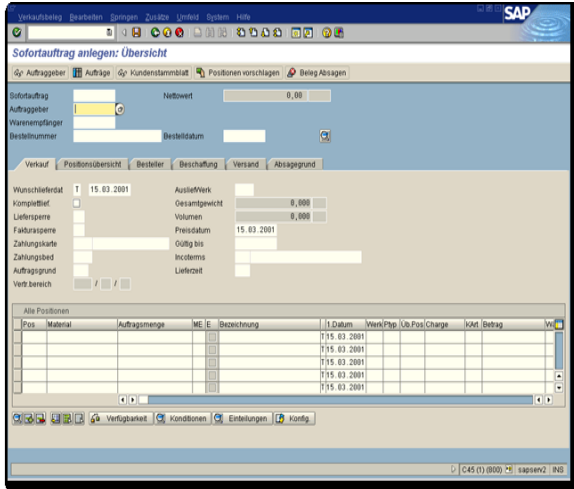 Verkaufsbeleg Bearbeiten Springen Zusätze Umfeld System Hilfe
SAP
Sofortauftrag anlegen: Übersicht
Auftraggeber Aufträge Kundenstammblatt Positionen vorschlagen Beleg Absagen
Sofortauftrag Nettowert 0,00
Auftraggeber
Warenempfänger
Bestellnummer Bestelldatum
Verkauf Positionsübersicht Besteller Beschaffung Versand Absagegrund
Wunschlieferdat T 15.03.2001 AusliefWerk
Komplettlief. Gesamtgewicht 0,000
Liefersperre Volumen 0,000
Fakturasperre Preisdatum 15.03.2001
Zahlungskarte Gültig bis
Zahlungsbed Incoterms
Auftragsgrund Lieferzeit
Vertr.bereich / /
Alle Positionen
Pos Material Auftragsmenge ME E Bezeichnung 1.Datum Werk Ptyp Üb.Pos Charge KArt Betrag
T 15.03.2001
T 15.03.2001
T 15.03.2001
T 15.03.2001
T 15.03.2001
Verfügbarkeit Konditionen Einteilungen Konfig.
C45 (1) (800) sapserv2 INS